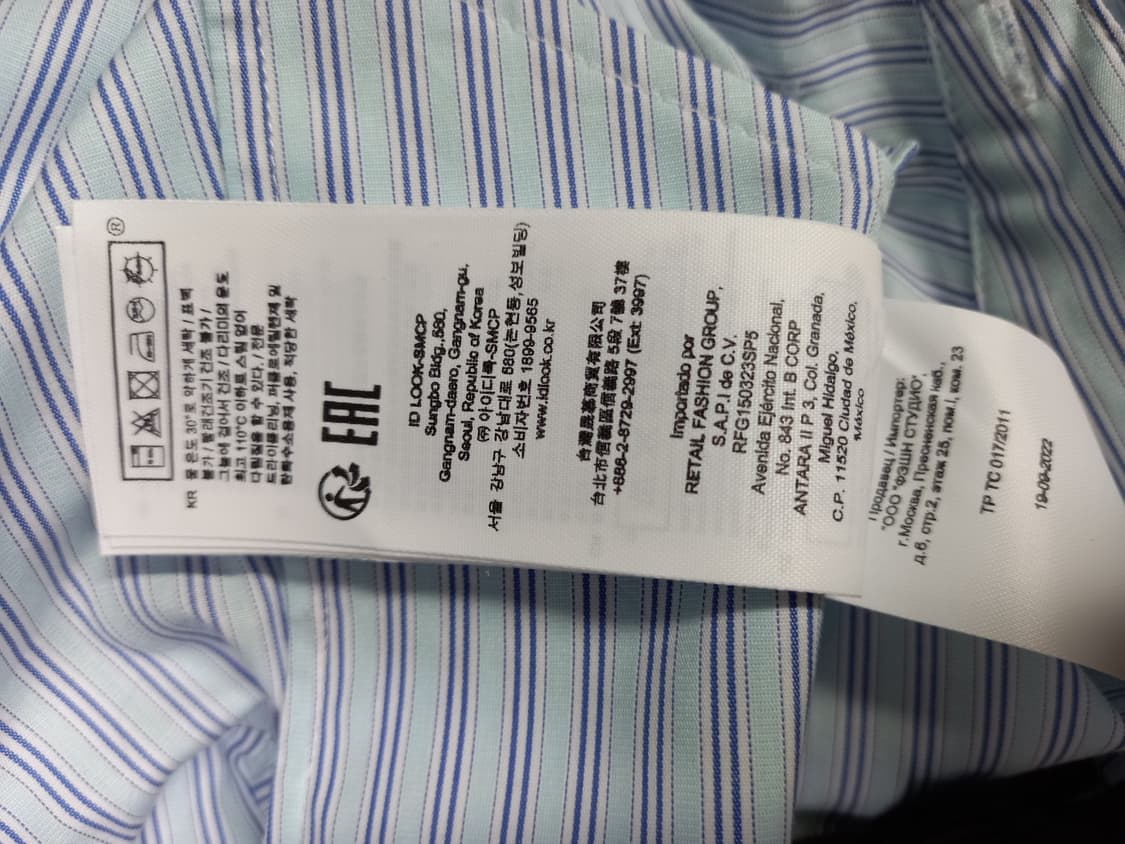 ®
KR 물 온도 30°로 약하게 세탁 / 표백
불가 / 빨래건조기 건조 불가 /
그늘에 걸어서 건조 / 다리미의 온도
최고 110°C 이하로 스팀 없이
다림질을 할 수 있다. / 전문
드라이클리닝, 퍼클로로에틸렌제 및
탄화수소용제 사용, 적당한 세탁
EAC
ID LOOK-SMCP
Sungbo Bldg.,580,
Gangnam-daero, Gangnam-gu,
Seoul, Republic of Korea
㈜ 아이디룩-SMCP
서울 강남구 강남대로 580(논현동,성보빌딩)
소비자번호 1899-9565
www.idlook.co.kr
商貿有限公司
台北市信義區信義路 5段 7號 37樓
+886-2-8729-2997 (Ext: 3997)
Importado por
RETAIL FASHION GROUP,
S.A.P.I de C.V.
RFG150323SP5
Avenida Ejército Nacional,
No. 843 Int. B CORP
ANTARA II P 3, Col. Granada,
Miguel Hidalgo,
C.P. 11520 Ciudad de México,
México
Продавец / Импортер:
"ООО "ФЭШН СТУДИО",
г.Москва, Пресненская наб.,
д.6, стр.2, этаж 25, пом.I, ком. 23
ТР ТС 017/2011
19-09-2022